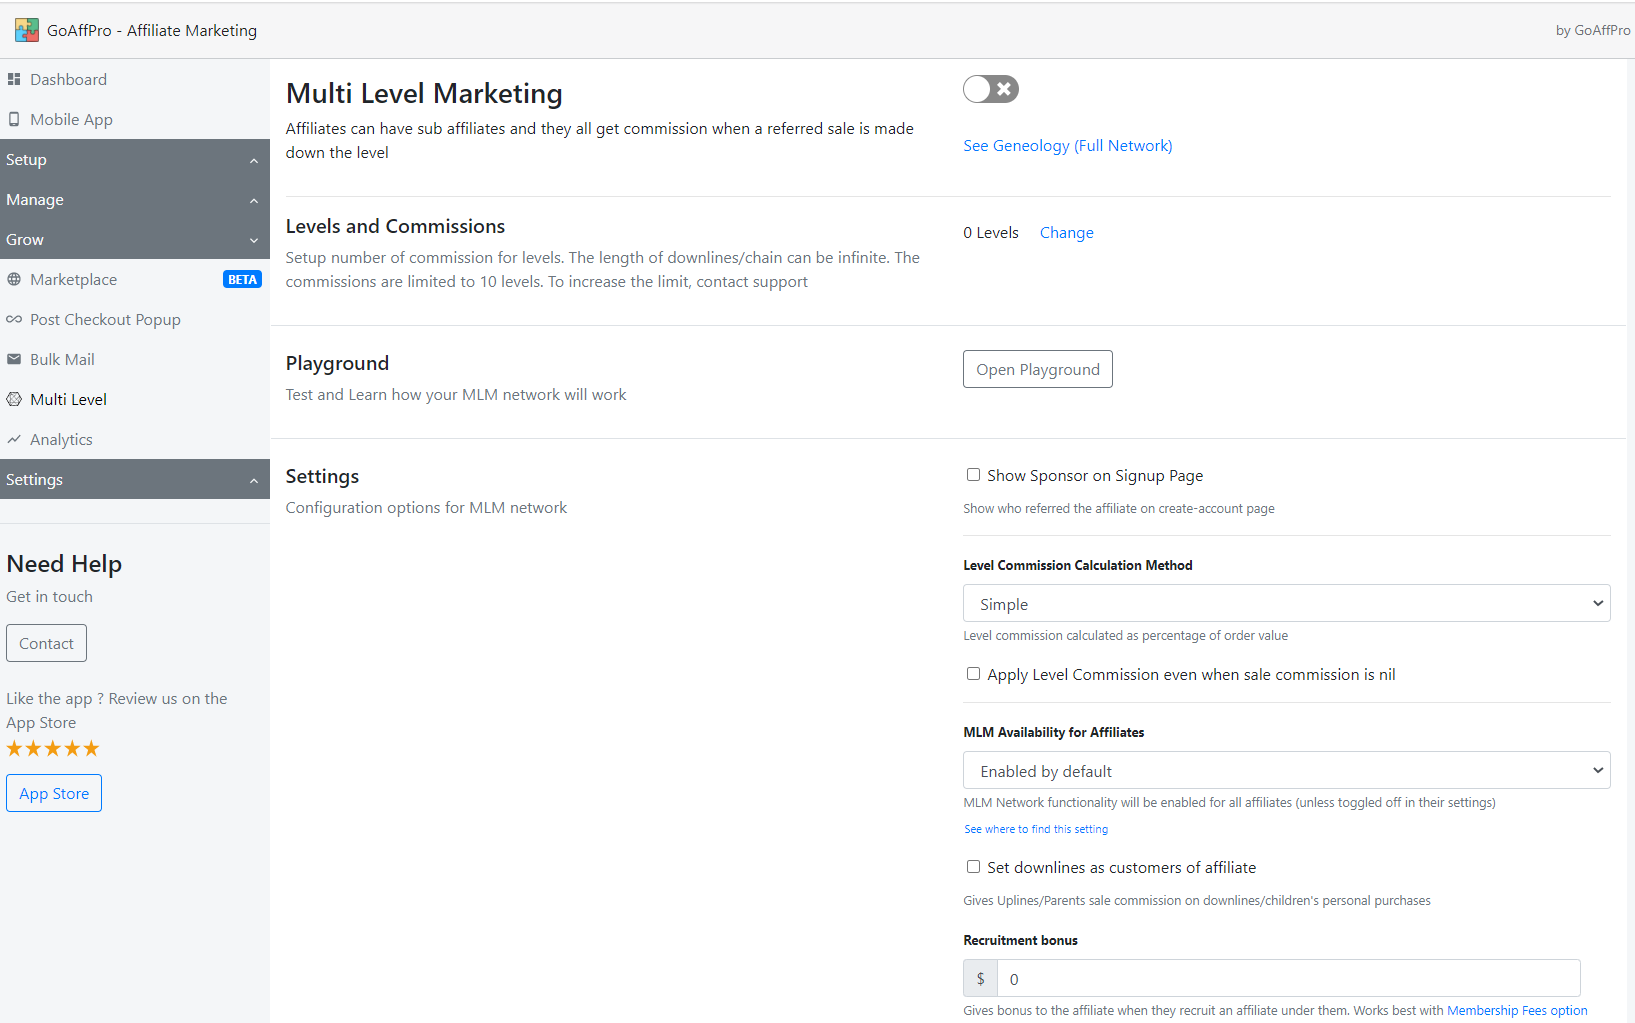 GoAffPro - Affiliate Marketing
by GoAffPro
Dashboard
Mobile App
Setup
Manage
Grow
Marketplace BETA
Post Checkout Popup
Bulk Mail
Multi Level
Analytics
Settings
Need Help
Get in touch
Contact
Like the app ? Review us on the
App Store
App Store
Multi Level Marketing
Affiliates can have sub affiliates and they all get commission when a referred sale is made
down the level
See Geneology (Full Network)
Levels and Commissions
Setup number of commission for levels. The length of downlines/chain can be infinite. The
commissions are limited to 10 levels. To increase the limit, contact support
0 Levels Change
Playground
Test and Learn how your MLM network will work
Open Playground
Settings
Configuration options for MLM network
Show Sponsor on Signup Page
Show who referred the affiliate on create-account page
Level Commission Calculation Method
Simple
Level commission calculated as percentage of order value
Apply Level Commission even when sale commission is nil
MLM Availability for Affiliates
Enabled by default
MLM Network functionality will be enabled for all affiliates (unless toggled off in their settings)
See where to find this setting
Set downlines as customers of affiliate
Gives Uplines/Parents sale commission on downlines/children's personal purchases
Recruitment bonus
$ 0
Gives bonus to the affiliate when they recruit an affiliate under them. Works best with Membership Fees option